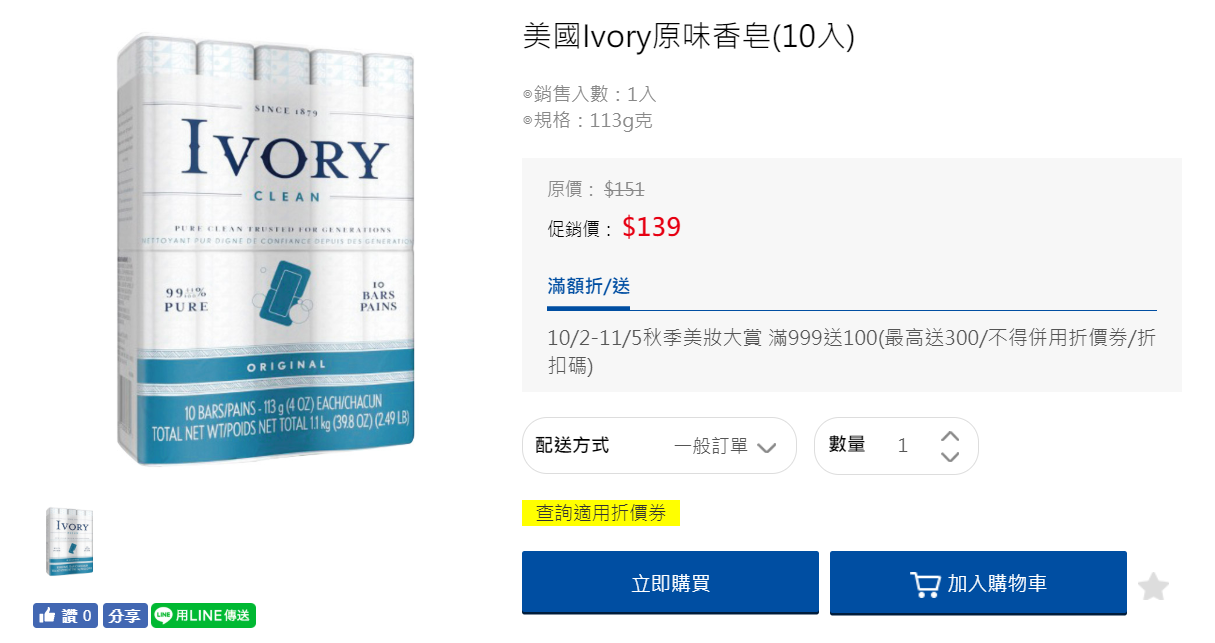 美國Ivory原味香皂(10入)
◎銷售入數：1入
◎規格：113g克
原價： $151
促銷價： $139
滿額折/送
10/2-11/5秋季美妝大賞 滿999送100(最高送300/不得併用折價券/折
扣碼)
配送方式 一般訂單
數量 1
查詢適用折價券
立即購買
加入購物車
SINCE 1879
IVORY
CLEAN
PURE CLEAN TRUSTED FOR GENERATIONS
NETTOYANT PUR DIGNE DE CONFIANCE DEPUIS DES GÉNÉRATION
PURE
10
BARS
PAINS
ORIGINAL
10 BARS/PAINS - 113 g (4 OZ) EACH/CHACUN
TOTAL NET WT/POIDS NET TOTAL 1.1 kg (39.8 OZ) (2.49 LB)
IVORY
讚 0
分享
LINE 用LINE傳送